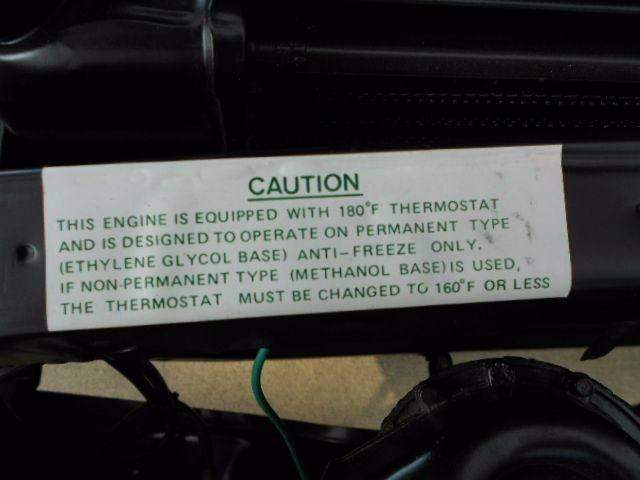 CAUTION
THIS ENGINE IS EQUIPPED WITH 180°F THERMOSTAT
AND IS DESIGNED TO OPERATE ON PERMANENT TYPE
(ETHYLENE GLYCOL BASE) ANTI-FREEZE ONLY.
IF NON-PERMANENT TYPE (METHANOL BASE) IS USED,
THE THERMOSTAT MUST BE CHANGED TO 160°F OR LESS